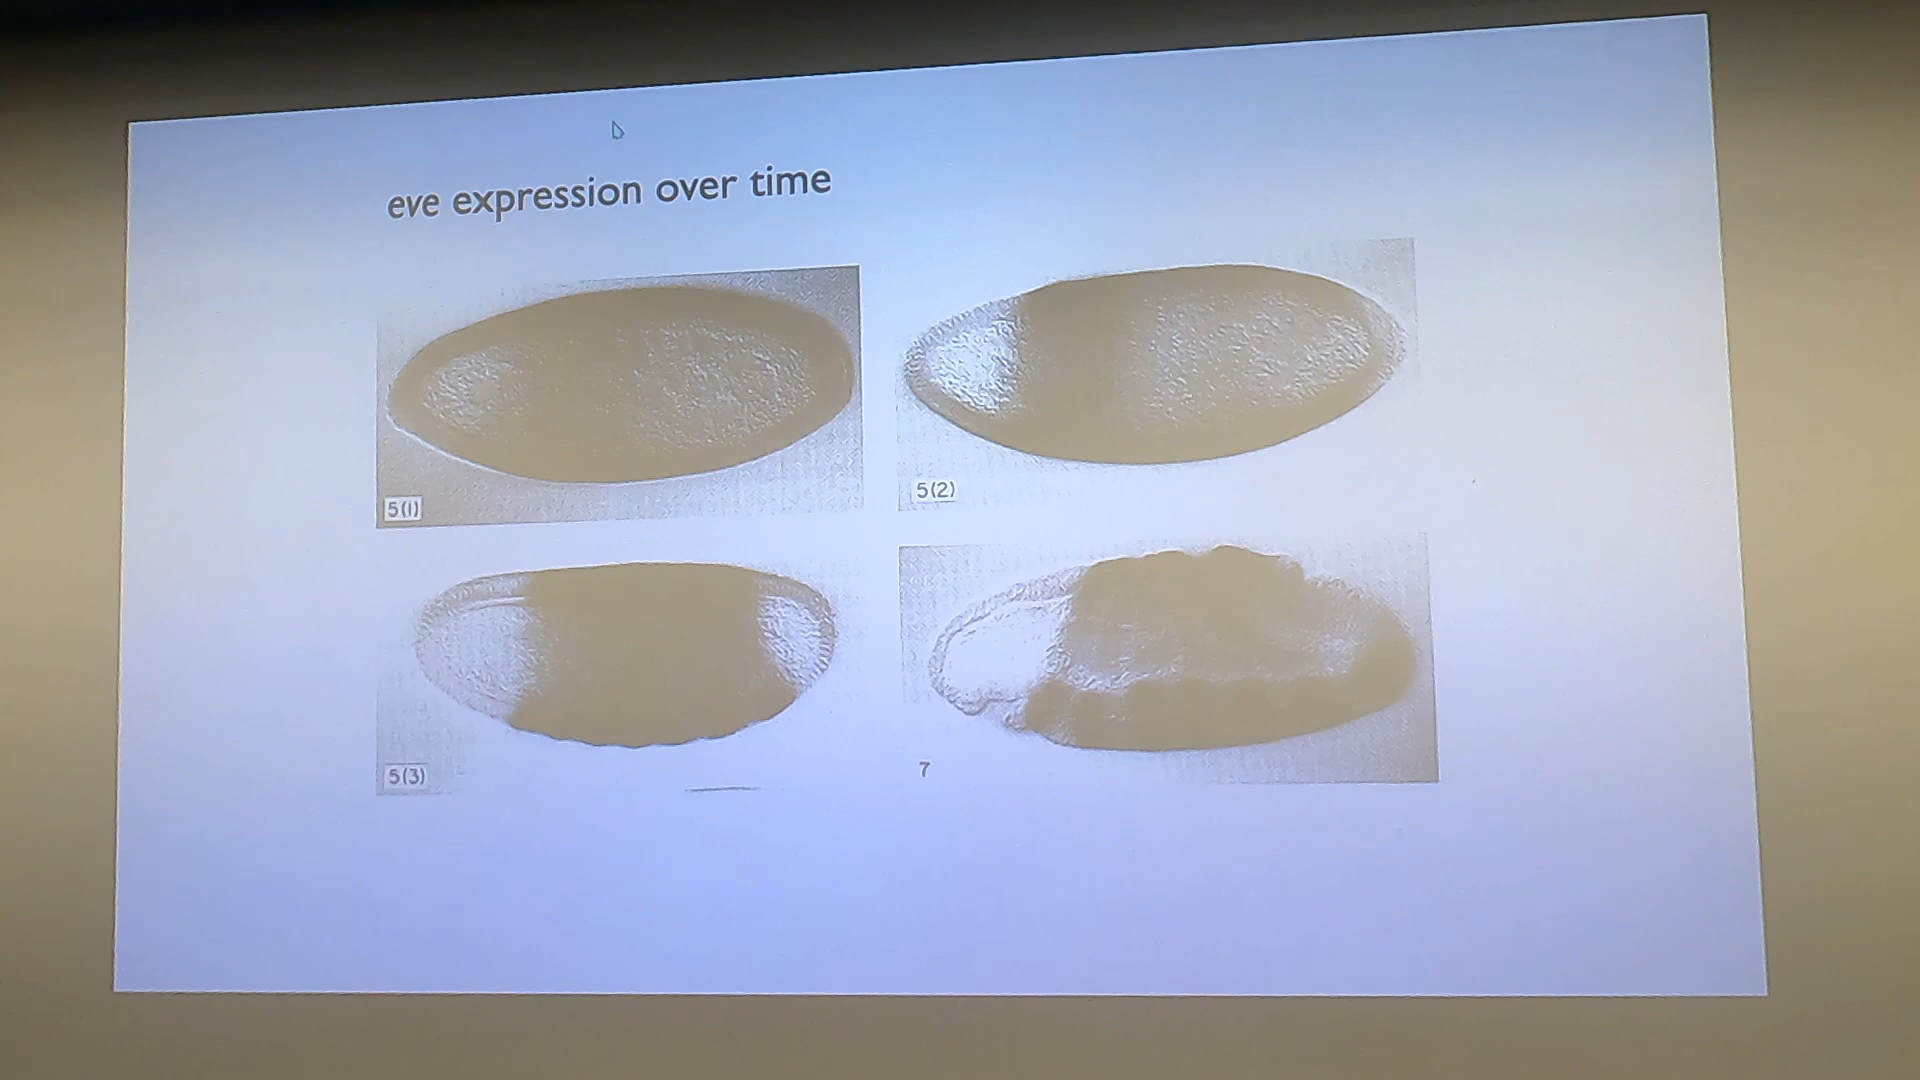 eve expression over time
5(1)
5(2)
5(3)
7